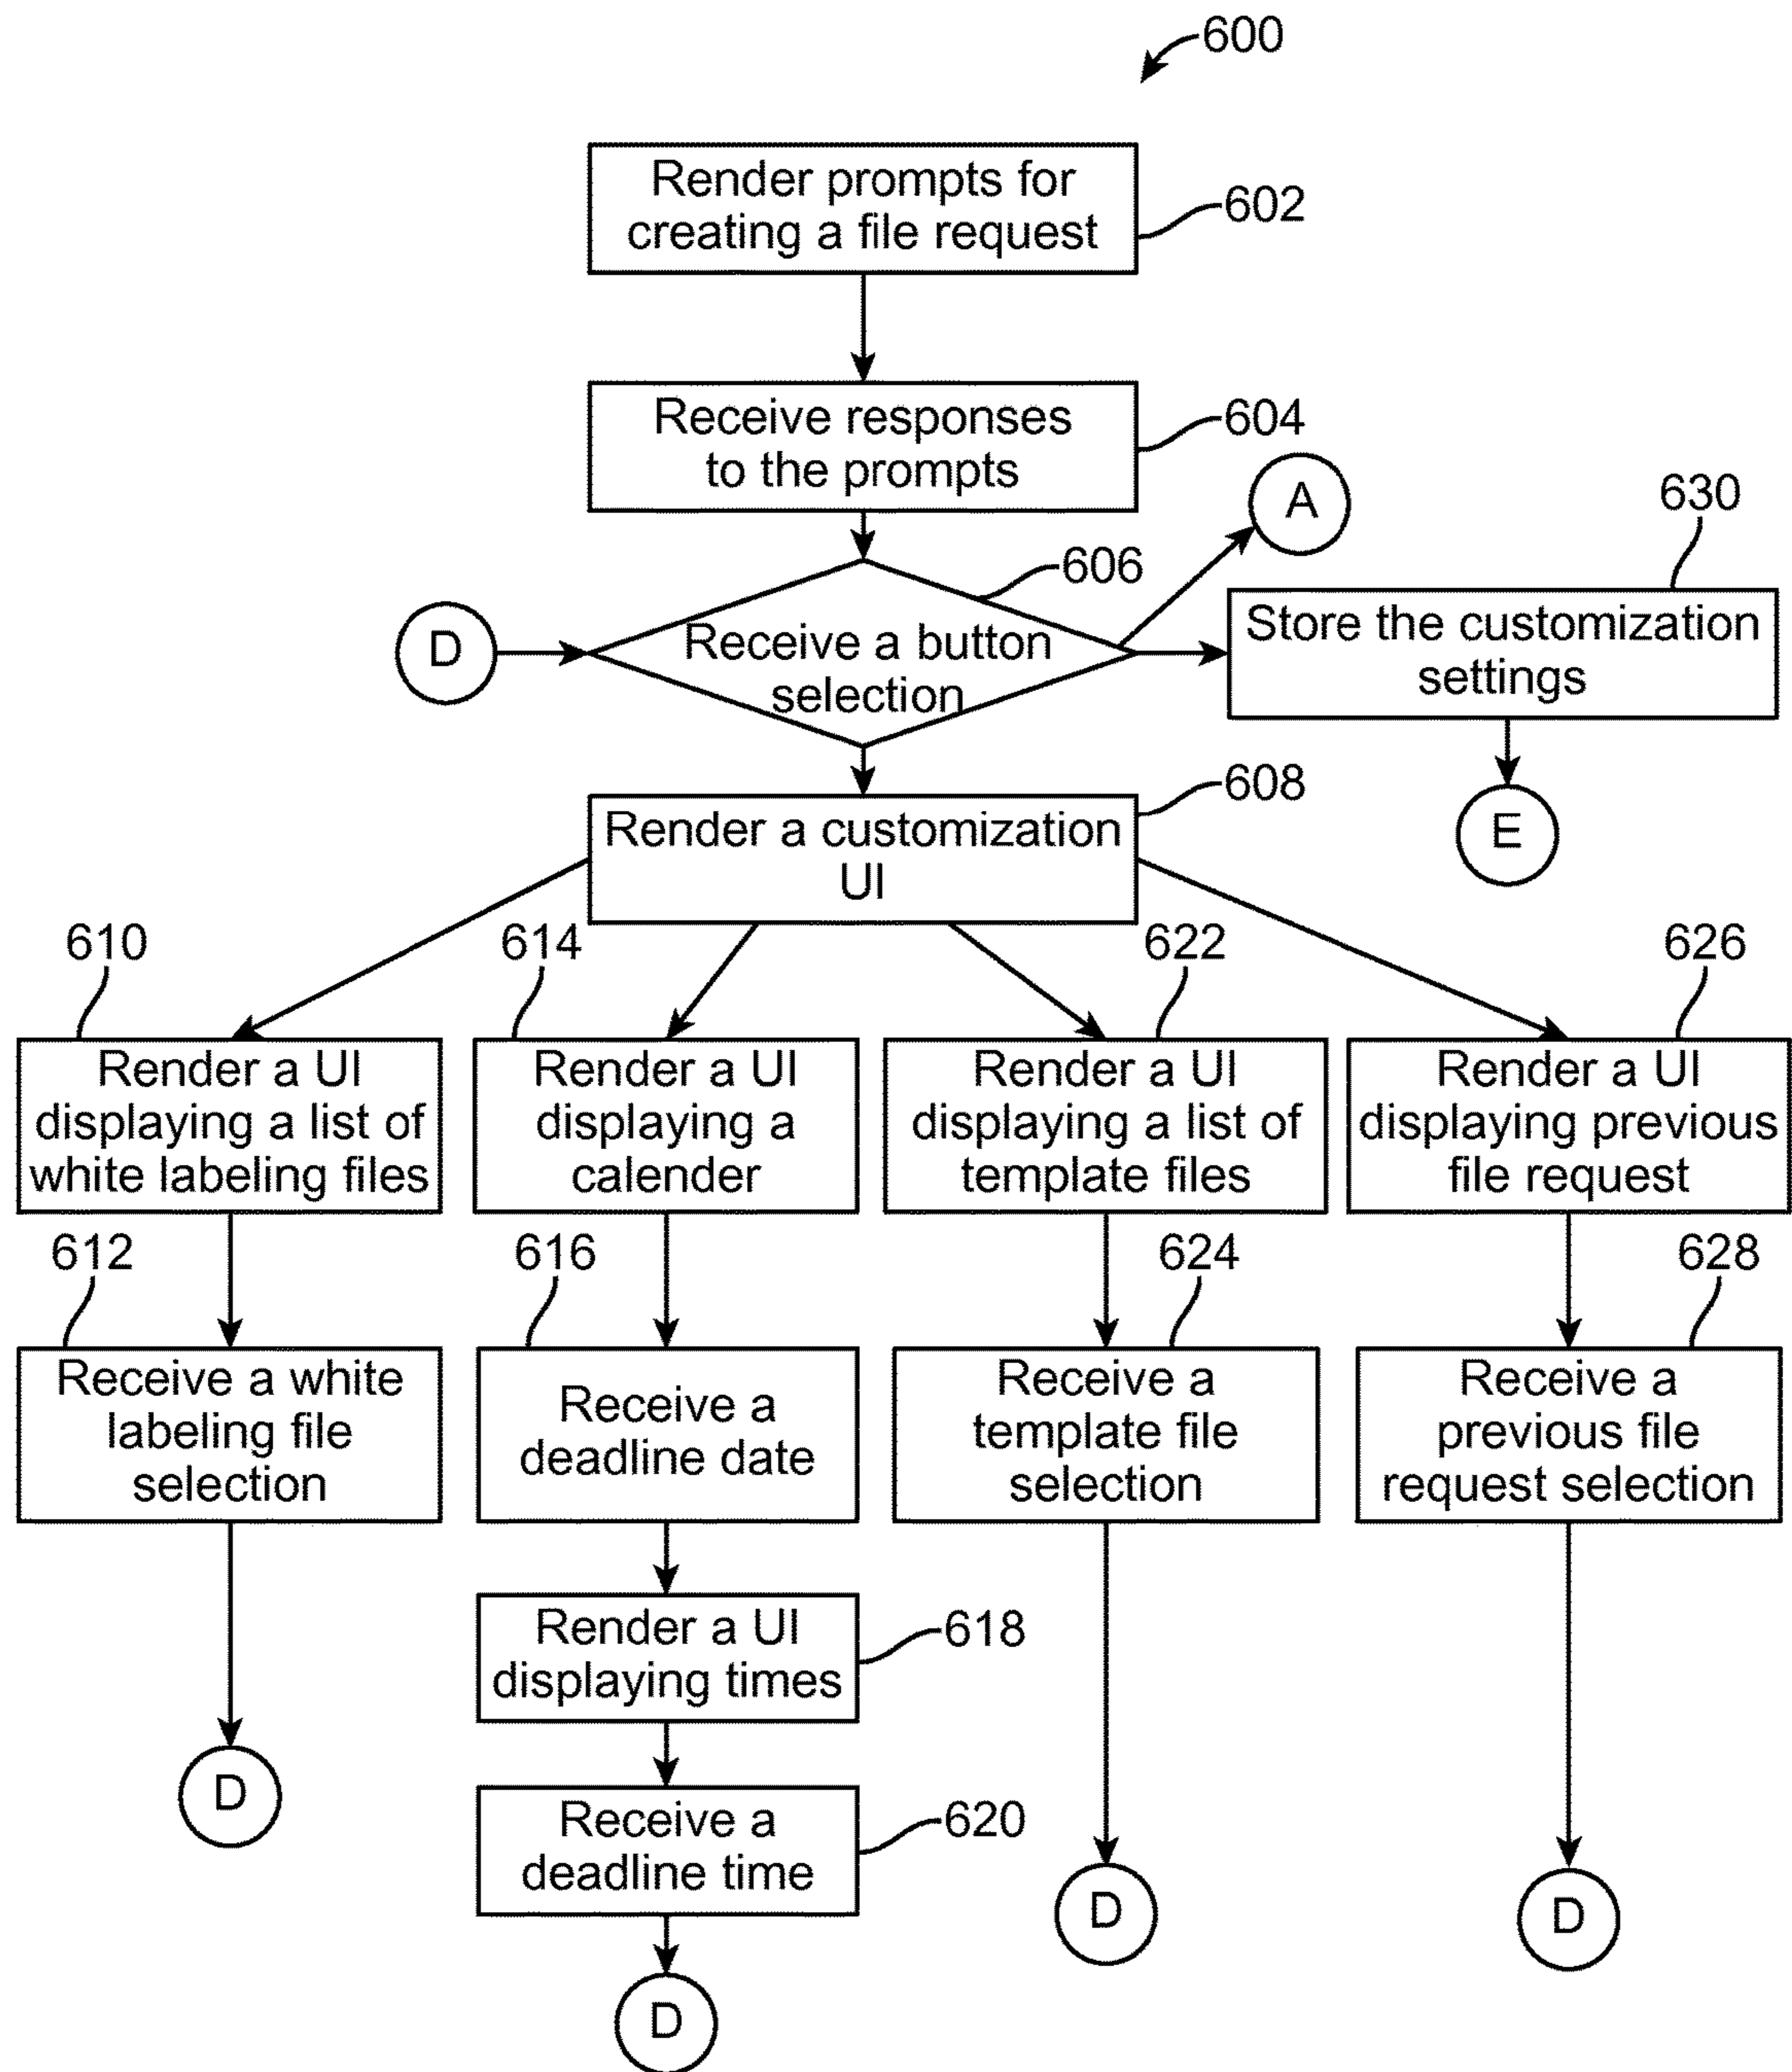 600
Render prompts for
creating a file request
602
Receive responses
to the prompts
604
A
630
606
D
Receive a button
selection
Store the customization
settings
E
608
Render a customization
UI
610
614
622
626
Render a UI
displaying a list of
white labeling files
Render a UI
displaying a
calender
Render a UI
displaying a list of
template files
Render a UI
displaying previous
file request
612
616
624
628
Receive a white
labeling file
selection
Receive a
deadline date
Receive a
template file
selection
Receive a
previous file
request selection
Render a UI
displaying times
618
D
Receive a
deadline time
620
D
D
D